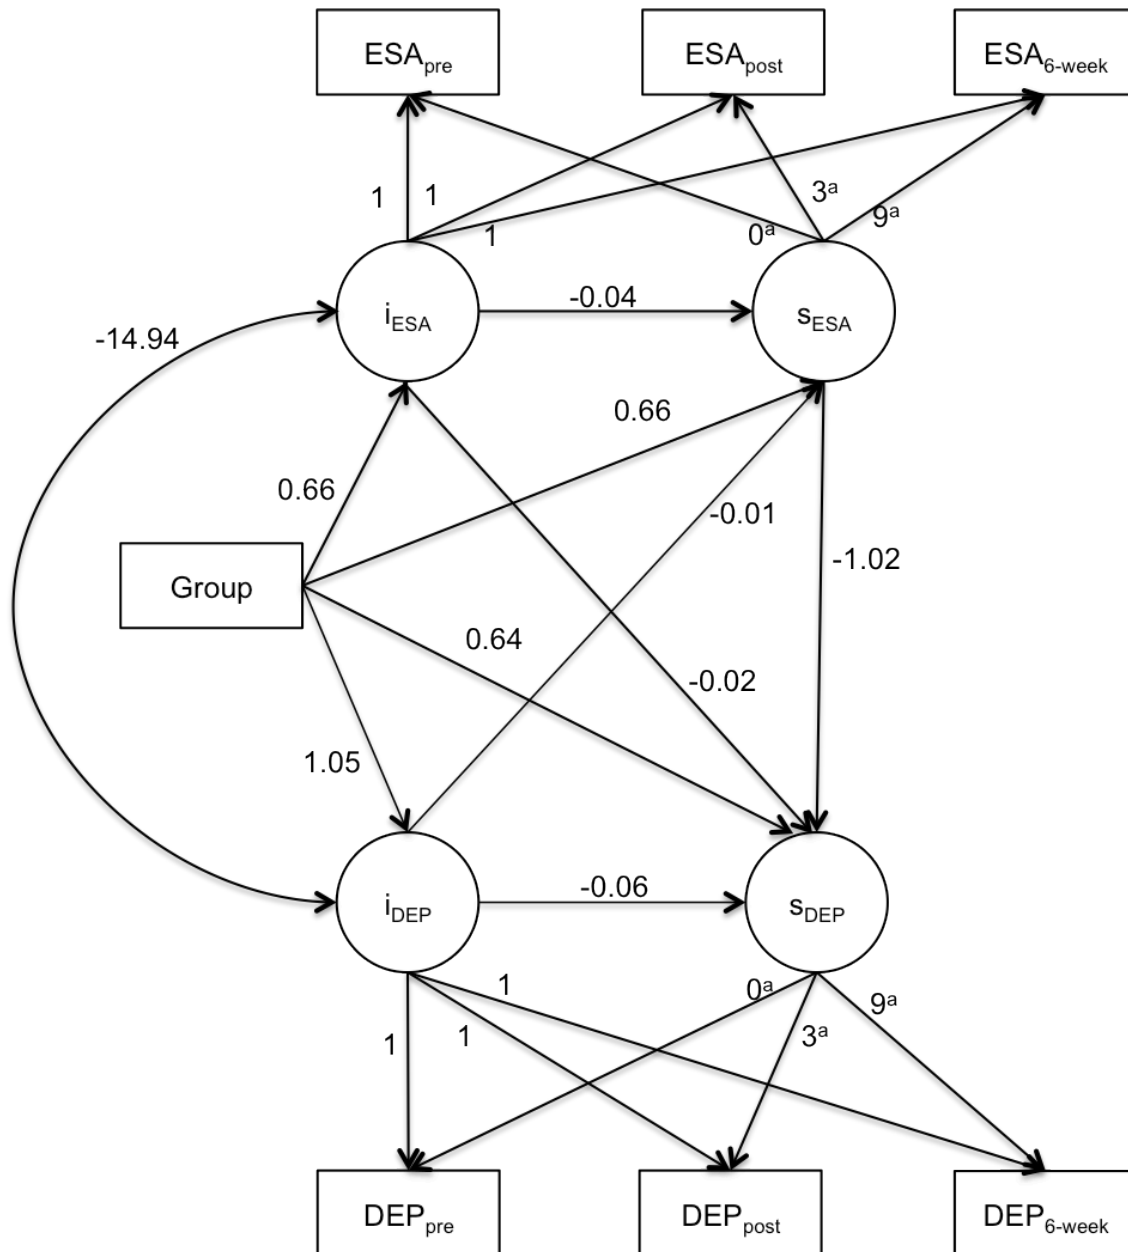 ESApre ESApost ESA6-week
1 1 1 0ᵃ 3ᵃ 9ᵃ
iESA -0.04 sESA
-14.94
0.66
0.66
-0.01
-1.02
Group
0.64
-0.02
1.05
iDEP -0.06 sDEP
1 1 1 0ᵃ 3ᵃ 9ᵃ
DEPpre DEPpost DEP6-week